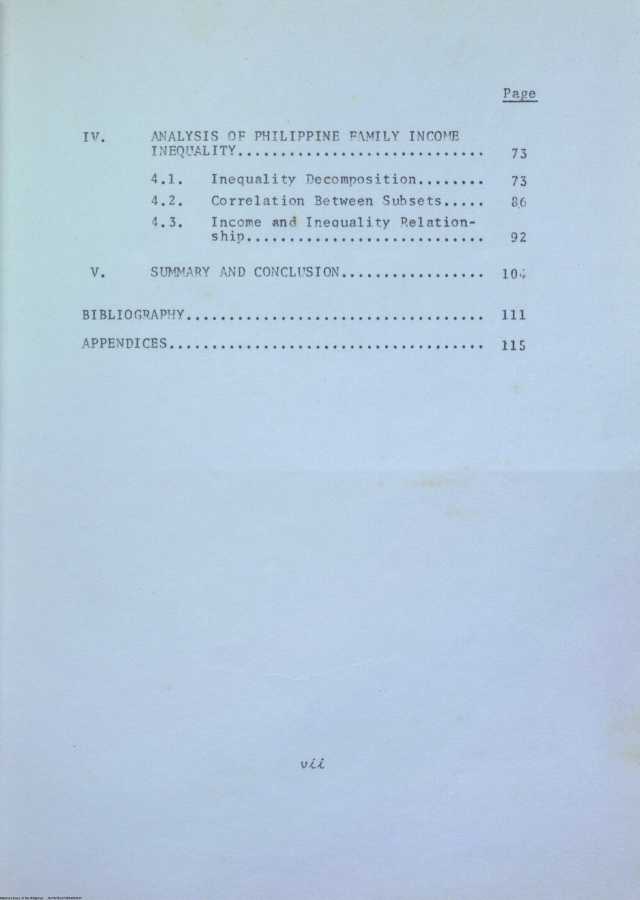 Page
IV. ANALYSIS OF PHILIPPINE FAMILY INCOME
INEQUALITY............................. 73
4.1. Inequality Decomposition........ 73
4.2. Correlation Between Subsets..... 86
4.3. Income and Inequality Relation-
ship............................ 92
V. SUMMARY AND CONCLUSION................. 104
BIBLIOGRAPHY................................... 111
APPENDICES..................................... 115
vii